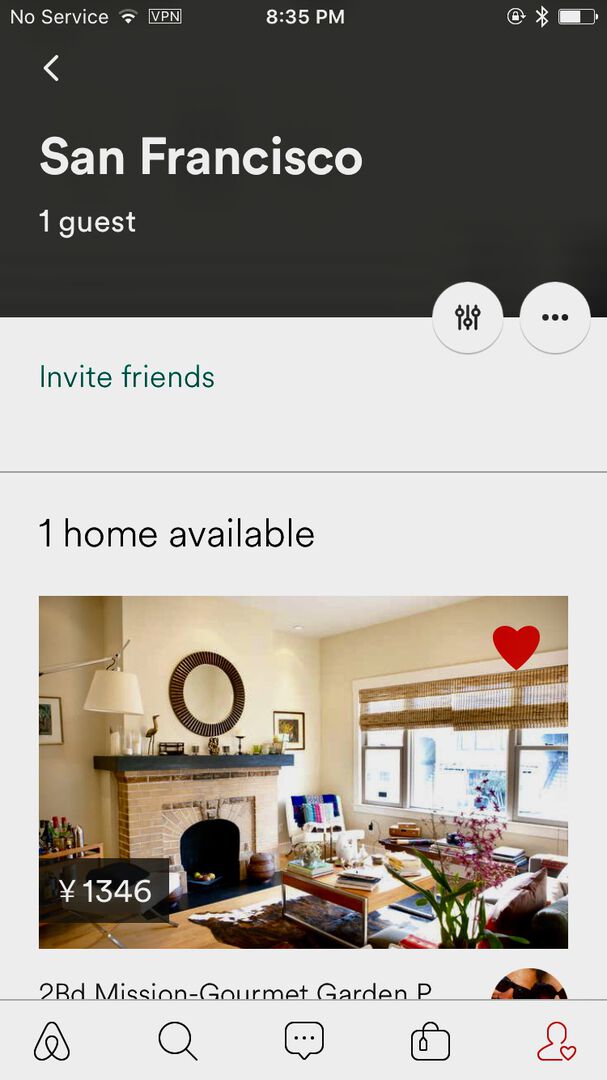 No Service VPN 8:35 PM
San Francisco
1 guest
Invite friends
1 home available
¥ 1346
2Bd Mission-Gourmet Garden P